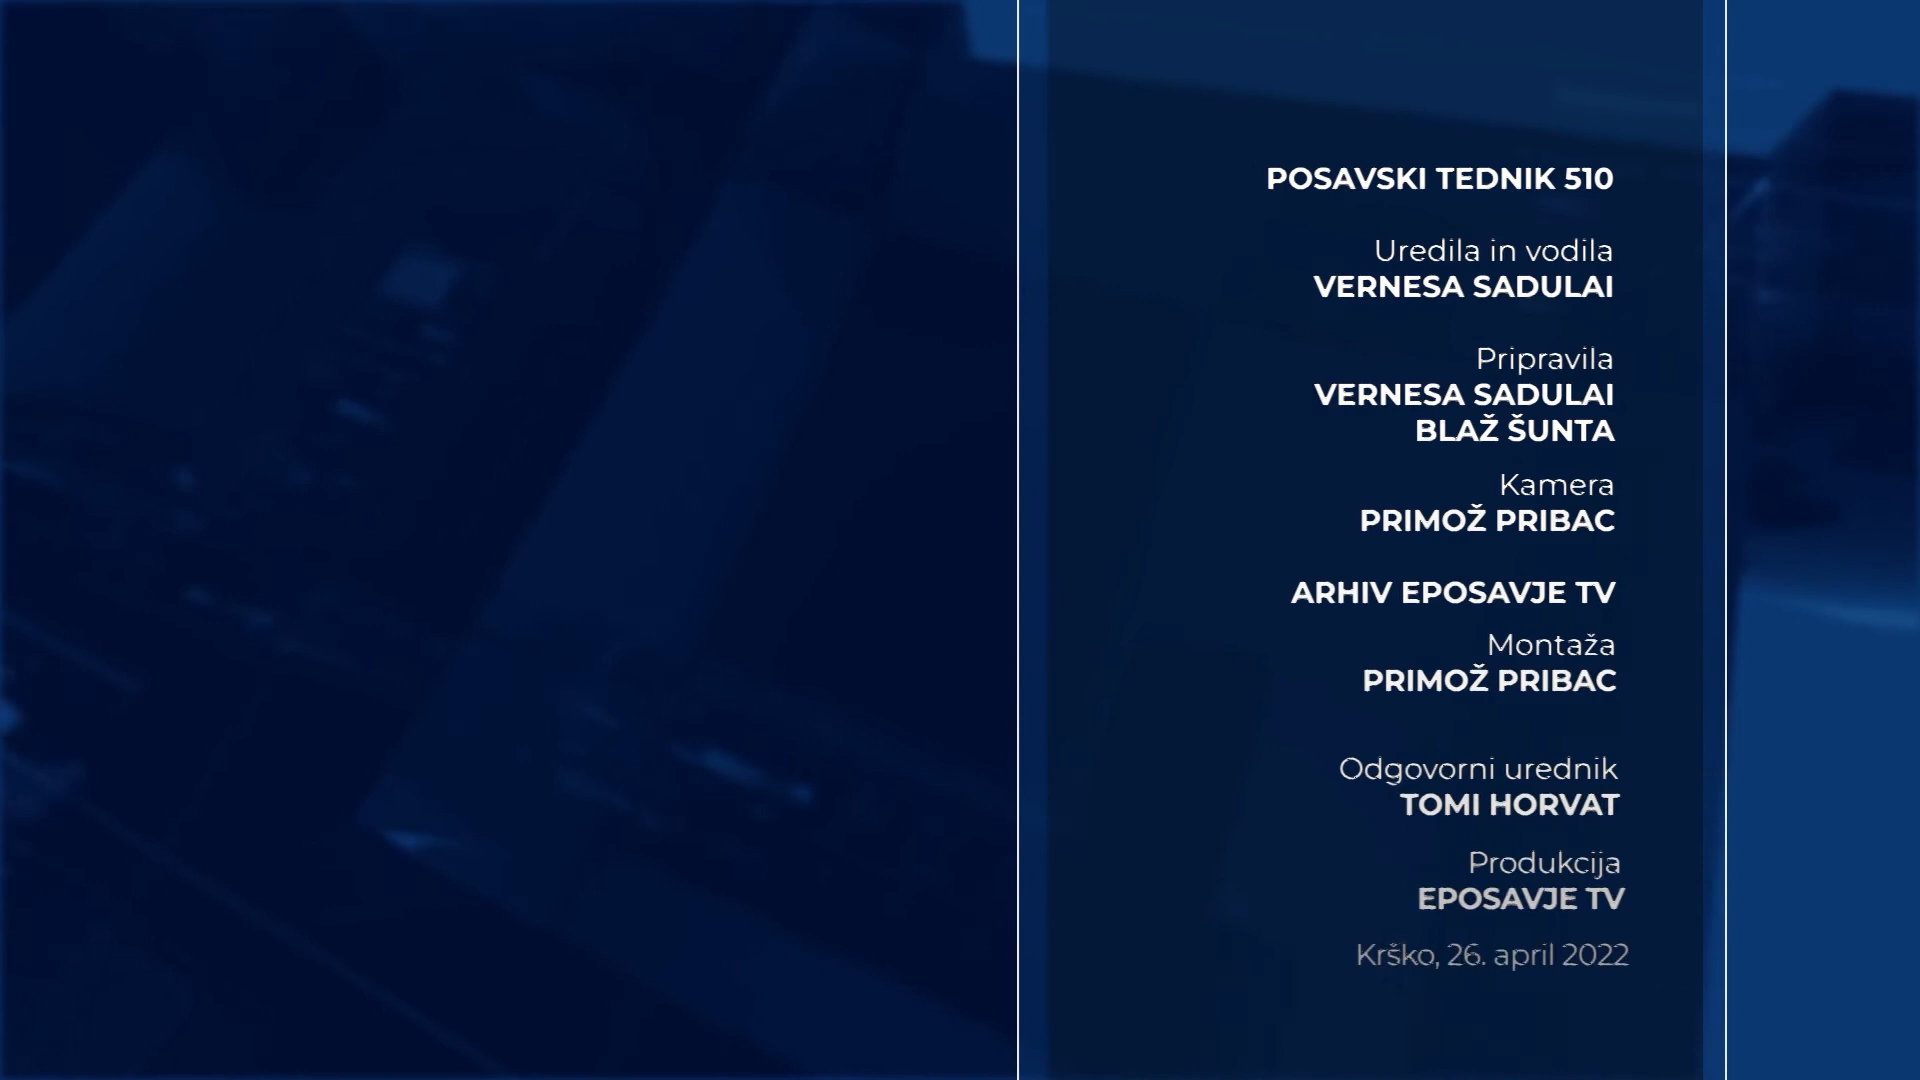 POSAVSKI TEDNIK 510
Uredila in vodila
VERNESA SADULAI
Pripravila
VERNESA SADULAI
BLAŽ ŠUNTA
Kamera
PRIMOŽ PRIBAC
ARHIV EPOSAVJE TV
Montaža
PRIMOŽ PRIBAC
Odgovorni urednik
TOMI HORVAT
Produkcija
EPOSAVJE TV
Krško, 26. april 2022